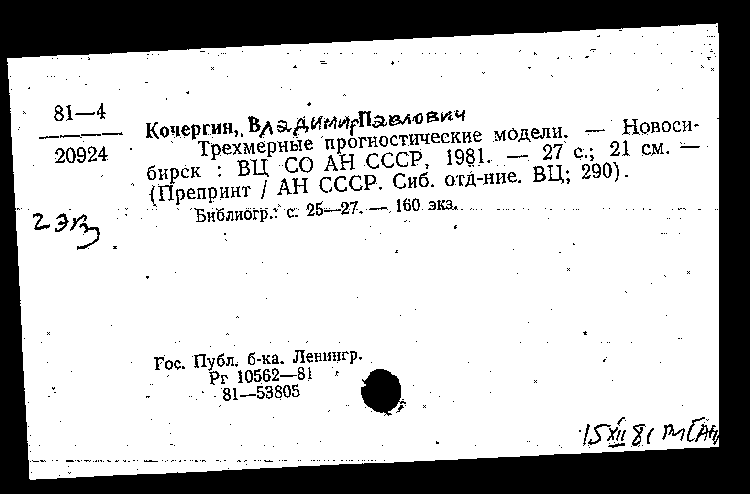 81—4
20924
Кочергин, Владимир Павлович
Трехмерные прогностические модели. — Новоси-
бирск : ВЦ СО АН СССР, 1981. — 27 с.; 21 см. —
(Препринт / АН СССР. Сиб. отд-ние. ВЦ; 290).
Библиогр.: с. 25—27. — 160 экз.
2 экз
Гос. Публ. б-ка. Ленингр.
Рг 10562—81
81—53805
15 XII 81